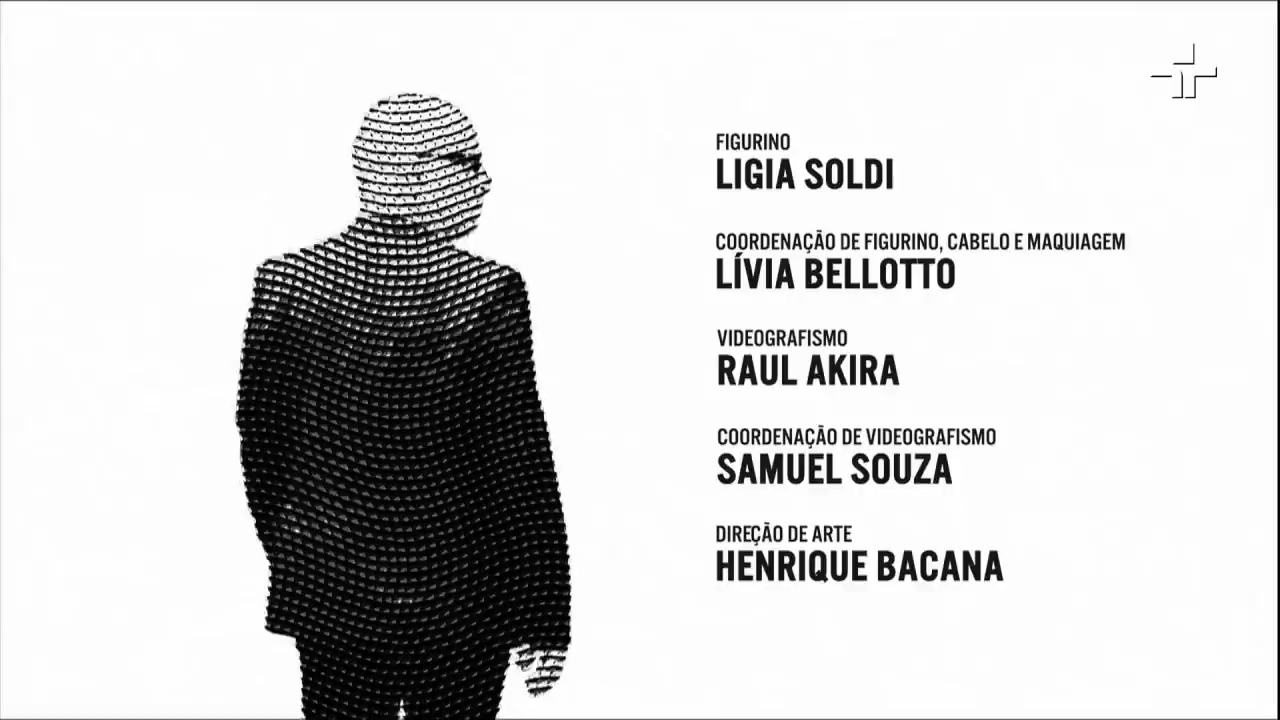 FIGURINO
LIGIA SOLDI
COORDENAÇÃO DE FIGURINO, CABELO E MAQUIAGEM
LÍVIA BELLOTTO
VIDEOGRAFISMO
RAUL AKIRA
COORDENAÇÃO DE VIDEOGRAFISMO
SAMUEL SOUZA
DIREÇÃO DE ARTE
HENRIQUE BACANA